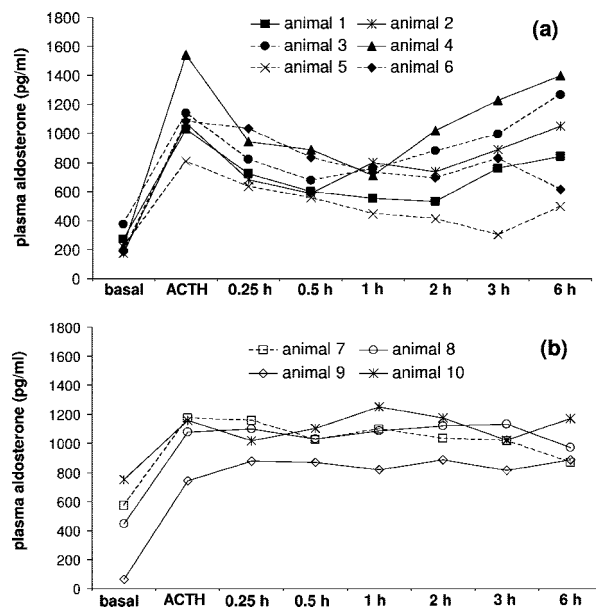 1800
1600
1400
1200
1000
800
600
400
200
0
plasma aldosterone (pg/ml)
(a)
animal 1 animal 2
animal 3 animal 4
animal 5 animal 6
basal ACTH 0.25 h 0.5 h 1 h 2 h 3 h 6 h
1800
1600
1400
1200
1000
800
600
400
200
0
plasma aldosterone (pg/ml)
(b)
animal 7 animal 8
animal 9 animal 10
basal ACTH 0.25 h 0.5 h 1 h 2 h 3 h 6 h